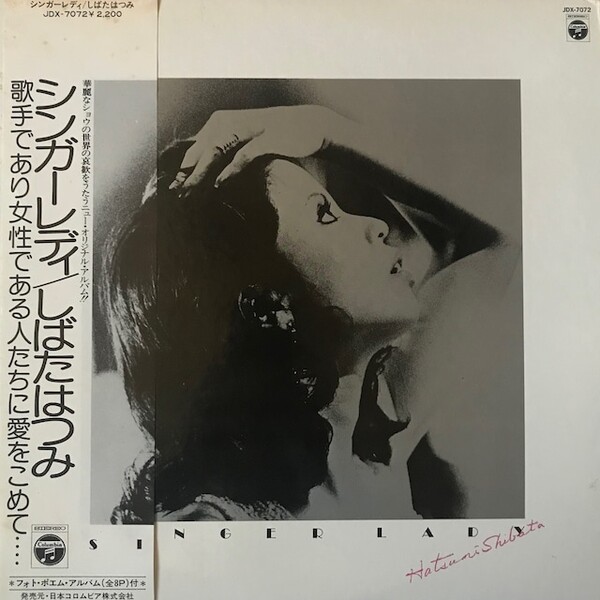 シンガーレディ/しばたはつみ
JDX-7072¥2,200
華麗なショウの世界の哀歓をうたうニュー・オリジナル・アルバム!!
シンガーレディ/しばたはつみ
歌手であり女性である人たちに愛をこめて…
STEREO
Columbia
*フォト・ポエム・アルバム(全8P)付*
発売元・日本コロムビア株式会社
JDX-7072
STEREO
Columbia
SINGER LADY
Hatsumi Shibata